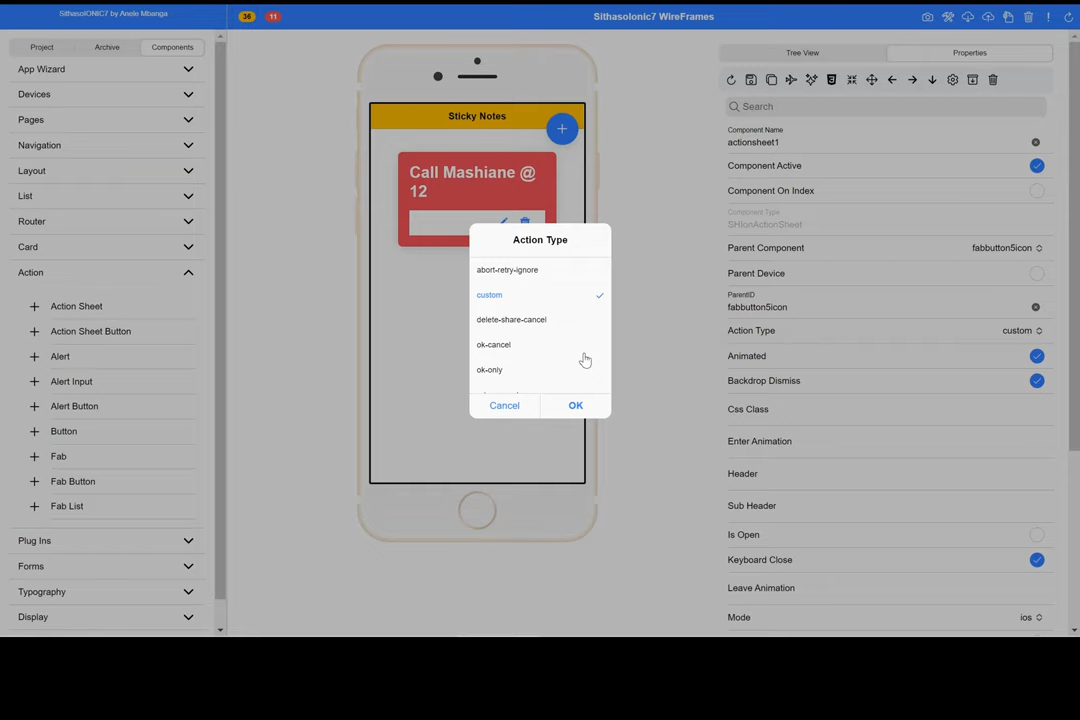 SithasoIONIC7 by Anele Mbanga
36
11
SithasoIonic7 WireFrames
Project
Archive
Components
App Wizard
Devices
Pages
Navigation
Layout
List
Router
Card
Action
Action Sheet
Action Sheet Button
Alert
Alert Input
Alert Button
Button
Fab
Fab Button
Fab List
Plug Ins
Forms
Typography
Display
Sticky Notes
Call Mashiane @
12
Action Type
abort-retry-ignore
custom
delete-share-cancel
ok-cancel
ok-only
Cancel
OK
Tree View
Properties
Search
Component Name
actionsheet1
Component Active
Component On Index
Component Type
SHIonActionSheet
Parent Component
fabbutton5icon
Parent Device
ParentID
fabbutton5icon
Action Type
custom
Animated
Backdrop Dismiss
Css Class
Enter Animation
Header
Sub Header
Is Open
Keyboard Close
Leave Animation
Mode
ios